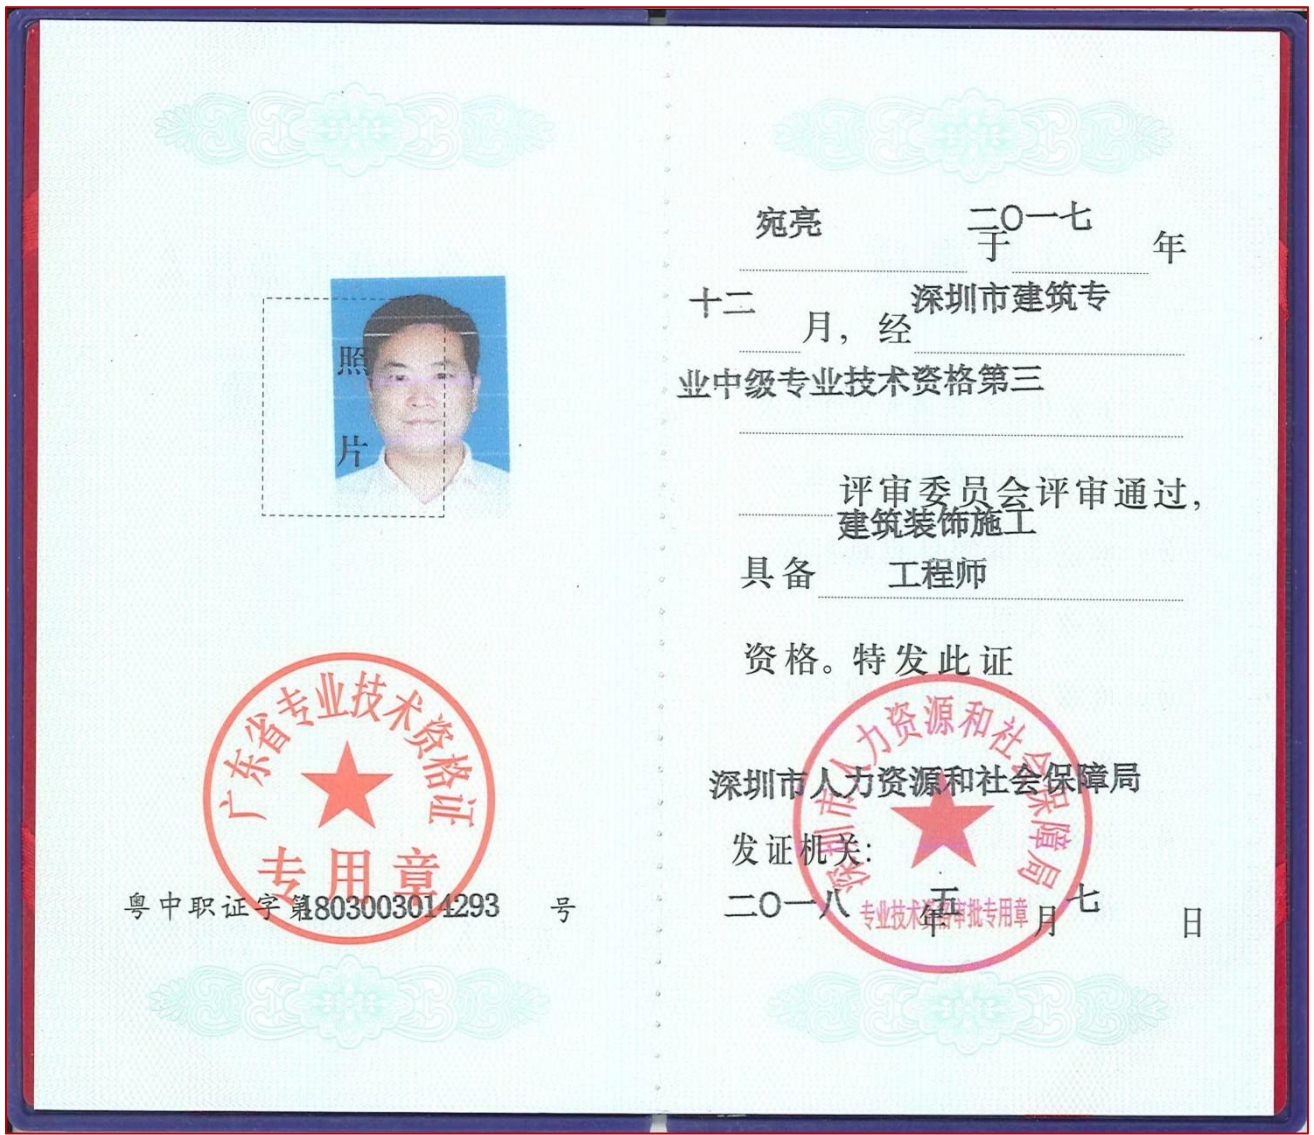 照
片
广东省专业技术资格证
专用章
粤中职证字第1803003014293 号
宛亮 于 二〇一七 年
十二 月，经 深圳市建筑专
业中级专业技术资格第三
评审委员会评审通过，
建筑装饰施工
具备 工程师
资格。特发此证
深圳市人力资源和社会保障局
深圳市人力资源和社会保障局
发证机关：
二〇一八 年 五 月 七 日
专业技术资格审批专用章